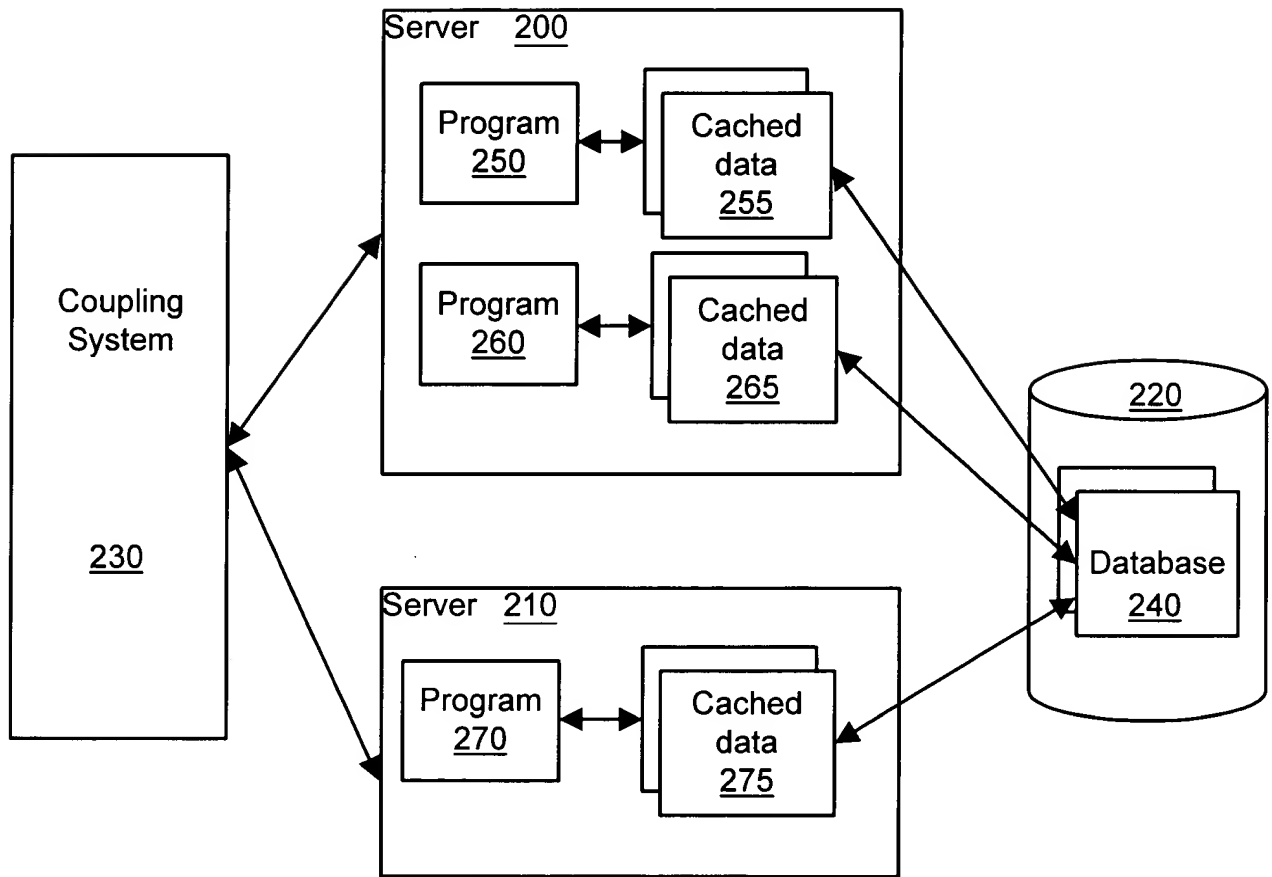 Server 200
Program
250
Cached
data
255
Program
260
Cached
data
265
Coupling
System
230
220
Database
240
Server 210
Program
270
Cached
data
275